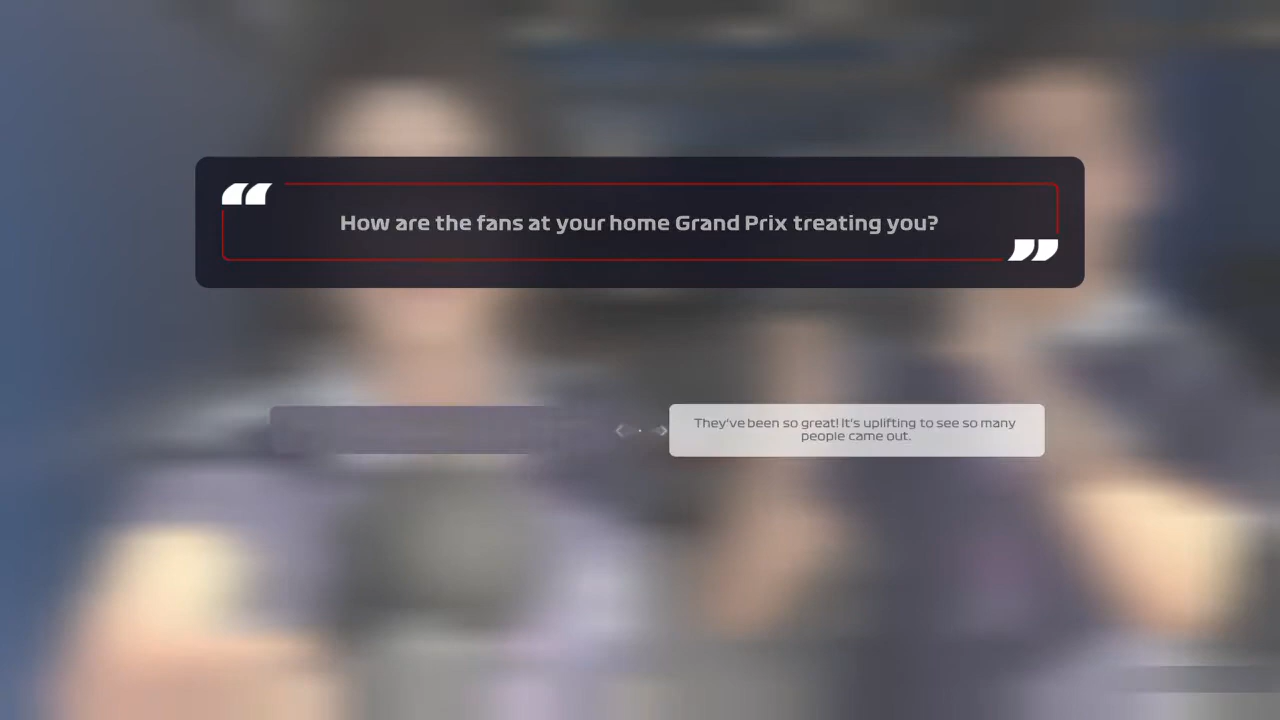 How are the fans at your home Grand Prix treating you?
They've been so great! It's uplifting to see so many
people came out.